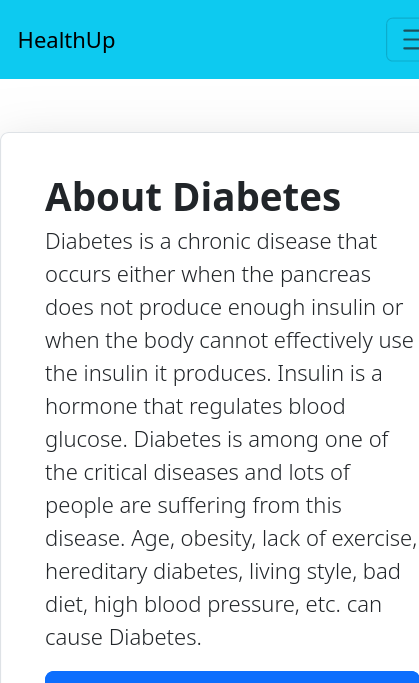 HealthUp
About Diabetes
Diabetes is a chronic disease that
occurs either when the pancreas
does not produce enough insulin or
when the body cannot effectively use
the insulin it produces. Insulin is a
hormone that regulates blood
glucose. Diabetes is among one of
the critical diseases and lots of
people are suffering from this
disease. Age, obesity, lack of exercise,
hereditary diabetes, living style, bad
diet, high blood pressure, etc. can
cause Diabetes.